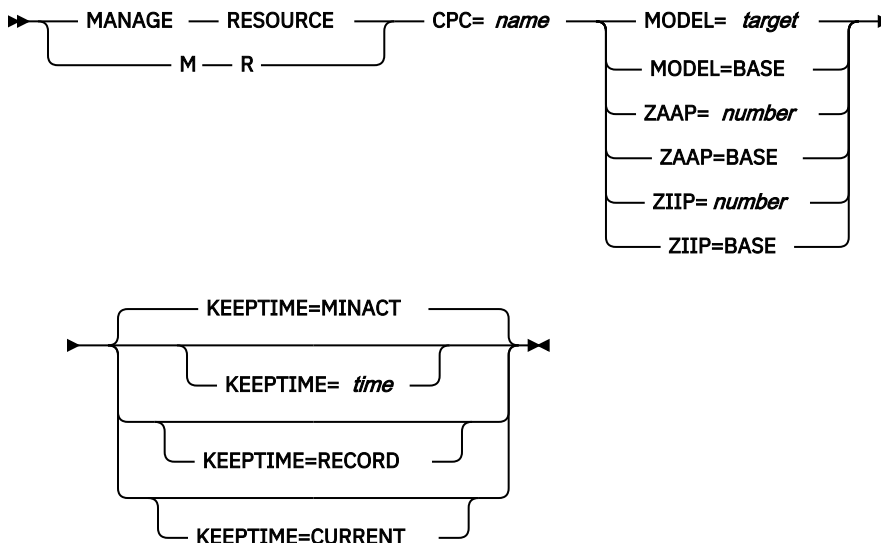 MANAGE RESOURCE CPC= name MODEL= target
M R MODEL=BASE
ZAAP= number
ZAAP=BASE
ZIIP= number
ZIIP=BASE
KEEPTIME=MINACT
KEEPTIME= time
KEEPTIME=RECORD
KEEPTIME=CURRENT